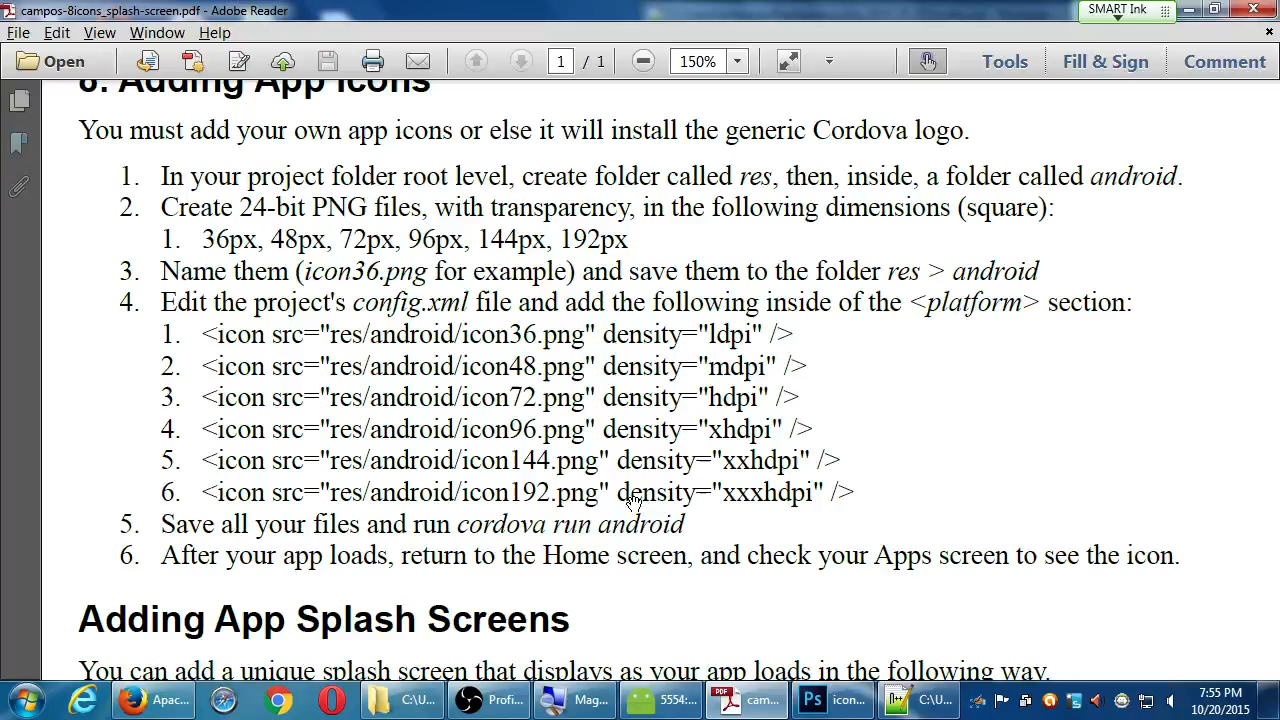 campos-8icons_splash-screen.pdf - Adobe Reader
SMART Ink
File Edit View Window Help
Open 1 / 1 150% Tools Fill & Sign Comment
8. Adding App Icons
You must add your own app icons or else it will install the generic Cordova logo.
1. In your project folder root level, create folder called res, then, inside, a folder called android.
2. Create 24-bit PNG files, with transparency, in the following dimensions (square):
1. 36px, 48px, 72px, 96px, 144px, 192px
3. Name them (icon36.png for example) and save them to the folder res > android
4. Edit the project's config.xml file and add the following inside of the <platform> section:
1. <icon src="res/android/icon36.png" density="ldpi" />
2. <icon src="res/android/icon48.png" density="mdpi" />
3. <icon src="res/android/icon72.png" density="hdpi" />
4. <icon src="res/android/icon96.png" density="xhdpi" />
5. <icon src="res/android/icon144.png" density="xxhdpi" />
6. <icon src="res/android/icon192.png" density="xxxhdpi" />
5. Save all your files and run cordova run android
6. After your app loads, return to the Home screen, and check your Apps screen to see the icon.
Adding App Splash Screens
You can add a unique splash screen that displays as your app loads in the following way.
Apac... C:\U... Profi... Mag... 5554:... PDF cam... Ps icon... C:\U... 7:55 PM
10/20/2015